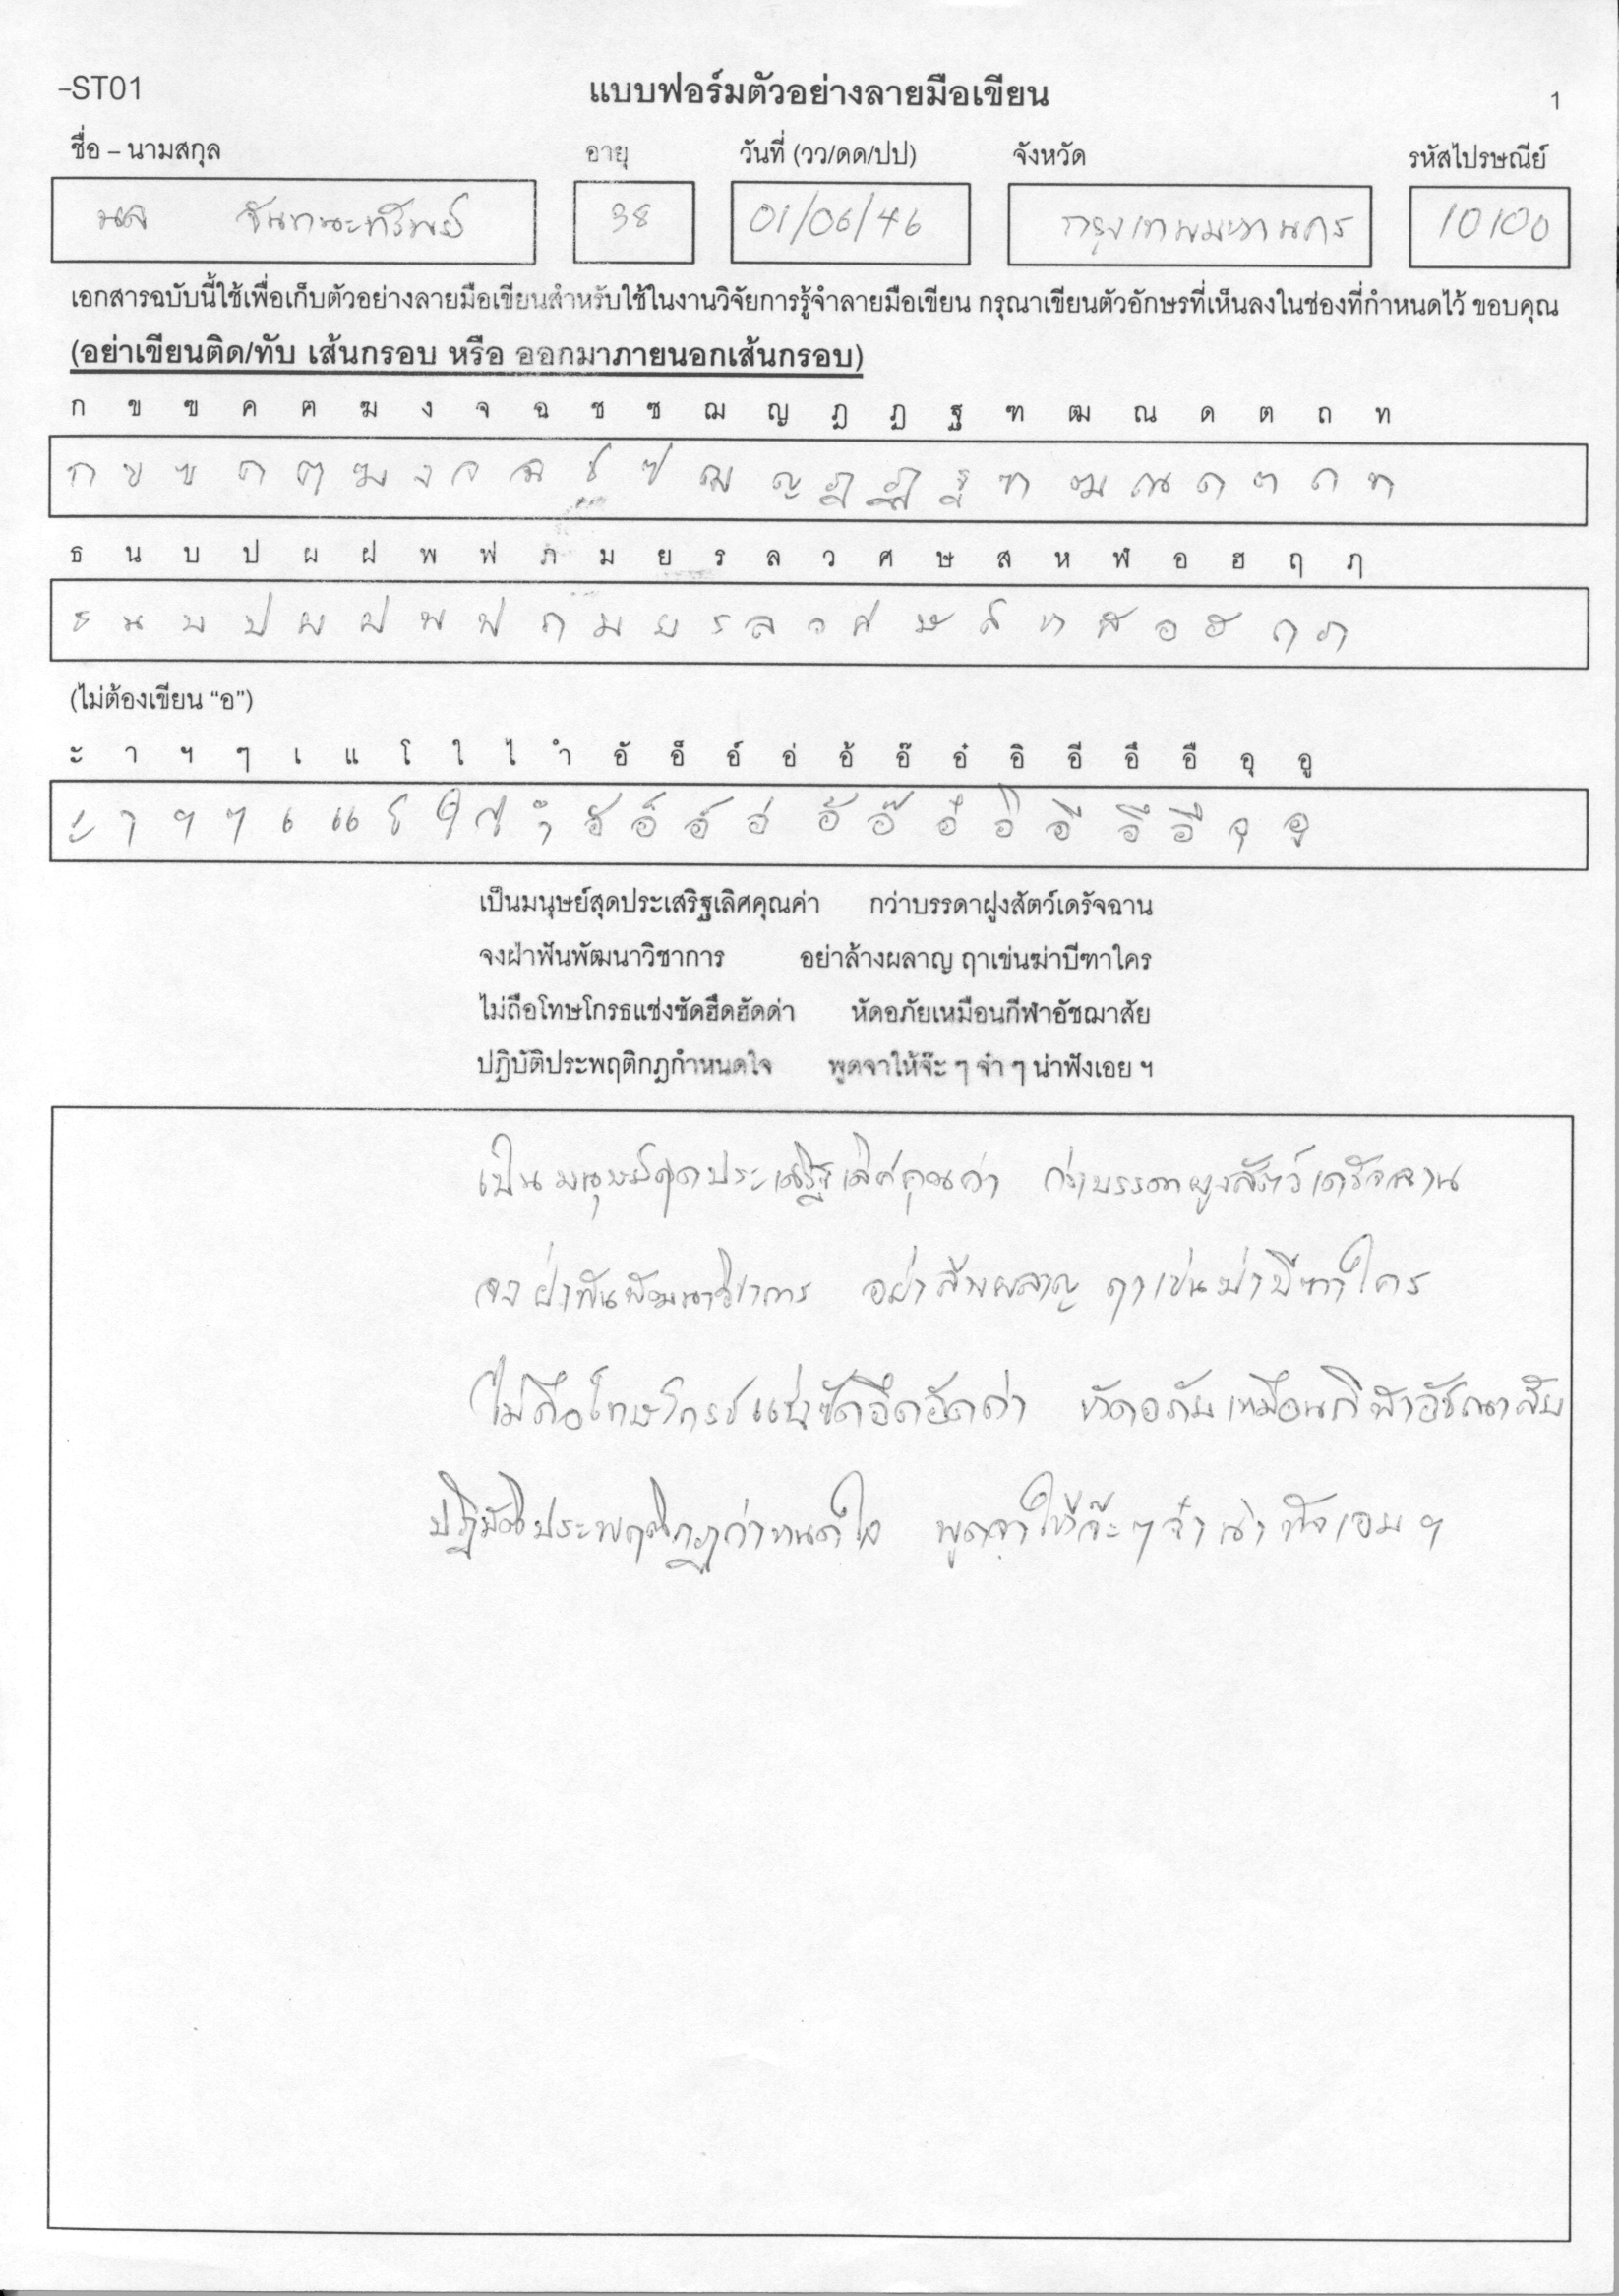 -ST01 แบบฟอร์มตัวอย่างลายมือเขียน 1
ชื่อ – นามสกุล อายุ วันที่ (วว/ดด/ปป) จังหวัด รหัสไปรษณีย์
นล จันทนะทรัพย์ 38 01/06/46 กรุงเทพมหานคร 10100
เอกสารฉบับนี้ใช้เพื่อเก็บตัวอย่างลายมือเขียนสำหรับใช้ในงานวิจัยการรู้จำลายมือเขียน กรุณาเขียนตัวอักษรที่เห็นลงในช่องที่กำหนดไว้ ขอบคุณ
(อย่าเขียนติด/ทับ เส้นกรอบ หรือ ออกมาภายนอกเส้นกรอบ)
ก ข ฃ ค ฅ ฆ ง จ ฉ ช ซ ฌ ญ ฎ ฏ ฐ ฑ ฒ ณ ด ต ถ ท
ก ข ฃ ค ฅ ฆ ง จ ฉ ช ซ ฌ ญ ฎ ฏ ฐ ฑ ฒ ณ ด ต ถ ท
ธ น บ ป ผ ฝ พ ฟ ภ ม ย ร ล ว ศ ษ ส ห ฬ อ ฮ ฤ ฦ
ธ น บ ป ผ ฝ พ ฟ ภ ม ย ร ล ว ศ ษ ส ห ฬ อ ฮ ฤ ฦ
(ไม่ต้องเขียน “อ”)
ะ า ฯ ๆ เ แ โ ใ ไ ำ อั อ็ อ์ อ่ อ้ อ๊ อ๋ อิ อี อึ อื อุ อู
ะ า ฯ ๆ เ แ โ ใ ไ ำ อั อ็ อ์ อ่ อ้ อ๊ อ๋ อิ อี อึ อื อุ อู
เป็นมนุษย์สุดประเสริฐเลิศคุณค่า กว่าบรรดาฝูงสัตว์เดรัจฉาน
จงฝ่าฟันพัฒนาวิชาการ อย่าล้างผลาญ ฤาเข่นฆ่าบีฑาใคร
ไม่ถือโทษโกรธแช่งซัดฮึดฮัดด่า หัดอภัยเหมือนกีฬาอัชฌาสัย
ปฏิบัติประพฤติกฎกำหนดใจ พูดจาให้จ๊ะ ๆ จ๋า ๆ น่าฟังเอย ฯ
เป็นมนุษย์สุดประเสริฐเลิศคุณค่า กว่าบรรดาฝูงสัตว์เดรัจฉาน
จงฝ่าฟันพัฒนาวิชาการ อย่าล้างผลาญ ฤาเข่นฆ่าบีฑาใคร
ไม่ถือโทษโกรธแช่งซัดฮึดฮัดด่า หัดอภัยเหมือนกีฬาอัชฌาสัย
ปฏิบัติประพฤติกฎกำหนดใจ พูดจาให้จ๊ะ ๆ จ๋า น่าฟังเอย ฯ